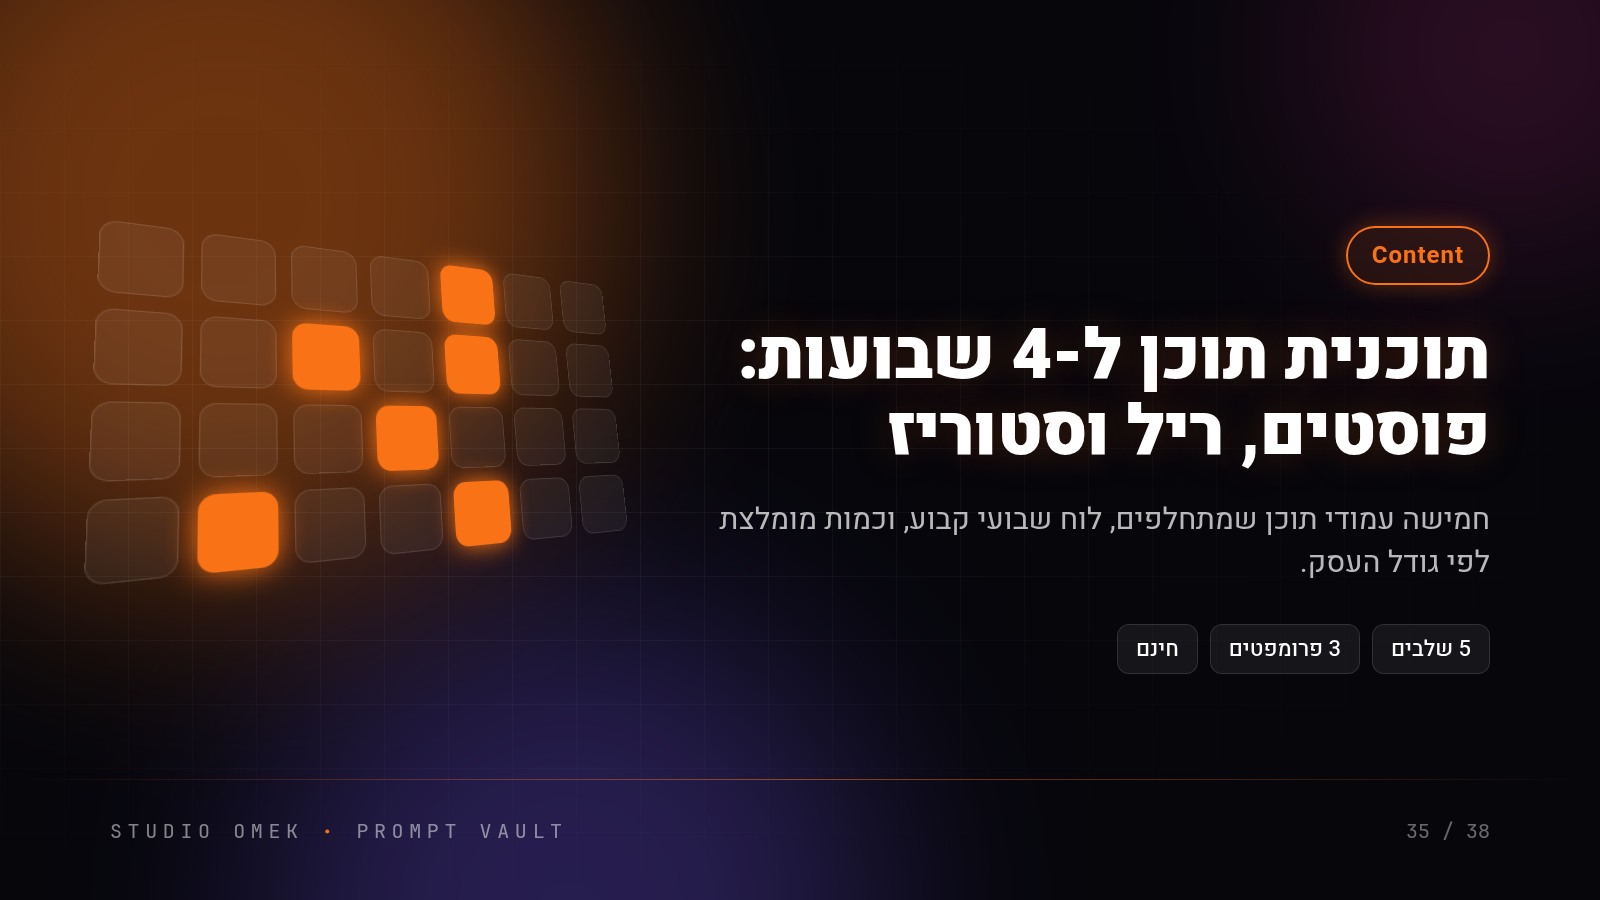 Content
תוכנית תוכן ל-4 שבועות:
פוסטים, ריל וסטוריז
חמישה עמודי תוכן שמתחלפים, לוח שבועי קבוע, וכמות מומלצת
לפי גודל העסק.
5 שלבים
3 פרומפטים
חינם
STUDIO OMEK • PROMPT VAULT
35 / 38